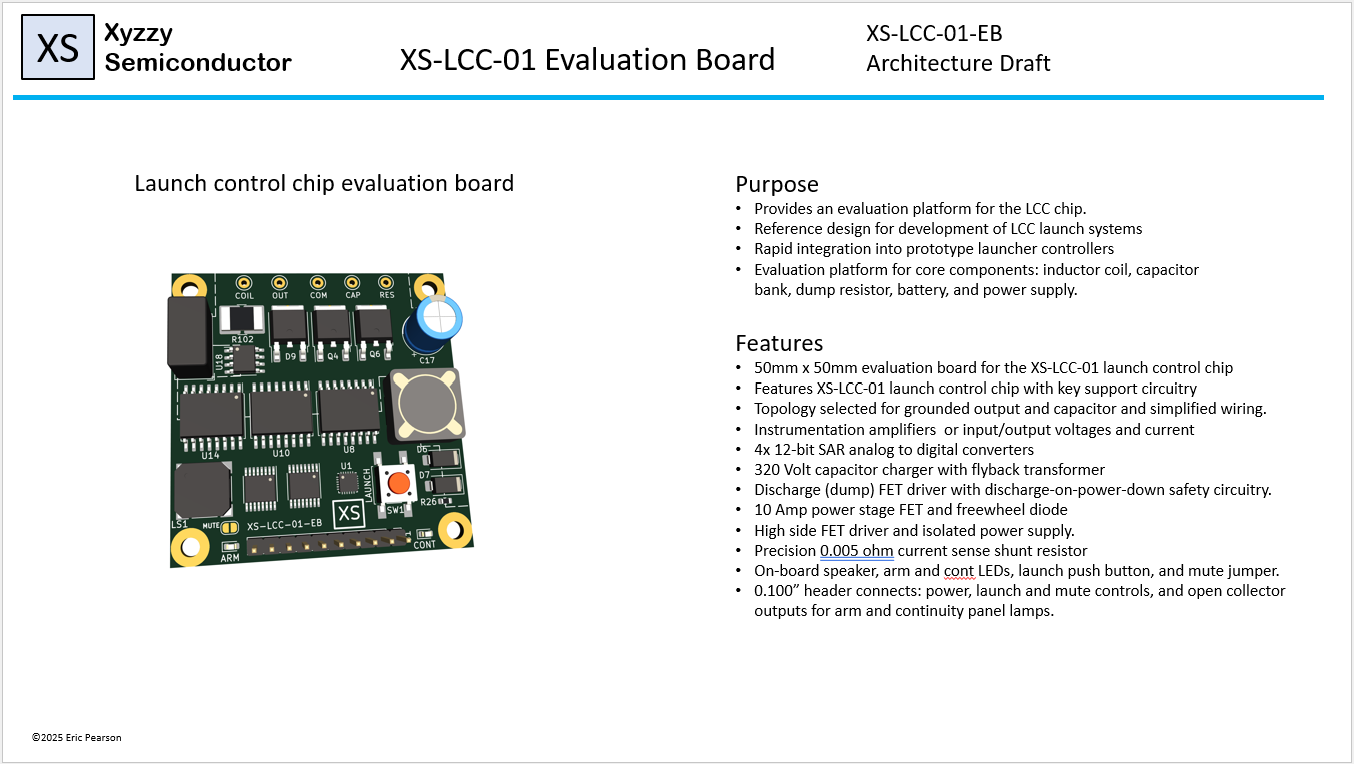 XS
Xyzzy
Semiconductor
XS-LCC-01 Evaluation Board
XS-LCC-01-EB
Architecture Draft
Launch control chip evaluation board
COIL OUT COM CAP RES
R102
D9 Q4 Q6
U18
+
C17
U14 U10 U8
D6
U1
D7
LAUNCH
R26
SW1
LS1
MUTE
XS-LCC-01-EB
XS
ARM
1
CONT
Purpose
• Provides an evaluation platform for the LCC chip.
• Reference design for development of LCC launch systems
• Rapid integration into prototype launcher controllers
• Evaluation platform for core components: inductor coil, capacitor
bank, dump resistor, battery, and power supply.
Features
• 50mm x 50mm evaluation board for the XS-LCC-01 launch control chip
• Features XS-LCC-01 launch control chip with key support circuitry
• Topology selected for grounded output and capacitor and simplified wiring.
• Instrumentation amplifiers  or input/output voltages and current
• 4x 12-bit SAR analog to digital converters
• 320 Volt capacitor charger with flyback transformer
• Discharge (dump) FET driver with discharge-on-power-down safety circuitry.
• 10 Amp power stage FET and freewheel diode
• High side FET driver and isolated power supply.
• Precision 0.005 ohm current sense shunt resistor
• On-board speaker, arm and cont LEDs, launch push button, and mute jumper.
• 0.100” header connects: power, launch and mute controls, and open collector
outputs for arm and continuity panel lamps.
©2025 Eric Pearson